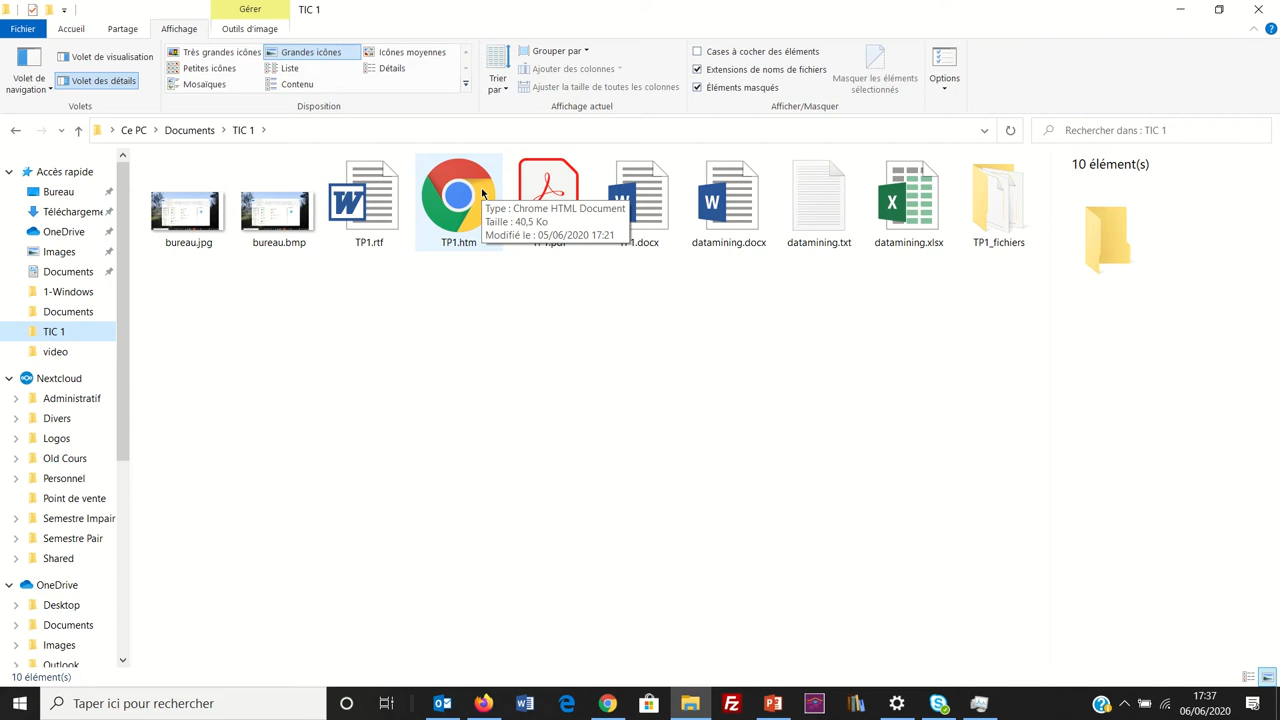 Gérer
TIC 1
Fichier
Accueil
Partage
Affichage
Outils d'image
Volet de navigation
Volet de visualisation
Volet des détails
Volets
Très grandes icônes
Grandes icônes
Icônes moyennes
Petites icônes
Liste
Détails
Mosaïques
Contenu
Disposition
Trier par
Grouper par
Ajouter des colonnes
Ajuster la taille de toutes les colonnes
Affichage actuel
Cases à cocher des éléments
Extensions de noms de fichiers
Éléments masqués
Masquer les éléments sélectionnés
Afficher/Masquer
Options
Ce PC > Documents > TIC 1 >
Rechercher dans : TIC 1
Accès rapide
Bureau
Téléchargeme
OneDrive
Images
Documents
1-Windows
Documents
TIC 1
video
Nextcloud
Administratif
Divers
Logos
Old Cours
Personnel
Point de vente
Semestre Impair
Semestre Pair
Shared
OneDrive
Desktop
Documents
Images
Outlook
bureau.jpg
bureau.bmp
TP1.rtf
TP1.htm
TP1.pdf
TP1.docx
datamining.docx
datamining.txt
datamining.xlsx
TP1_fichiers
Type : Chrome HTML Document
Taille : 40,5 Ko
Modifié le : 05/06/2020 17:21
10 élément(s)
10 élément(s)
Taper ici pour rechercher
17:37
06/06/2020